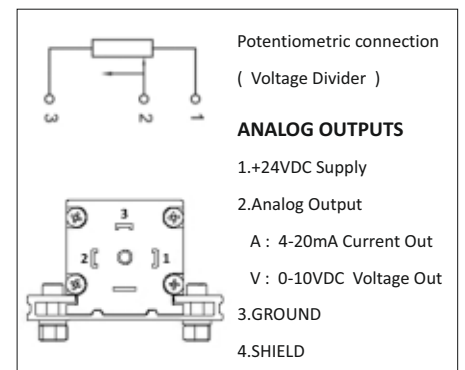 Potentiometric connection
( Voltage Divider )
3 2 1
ANALOG OUTPUTS
1.+24VDC Supply
2.Analog Output
A : 4-20mA Current Out
V : 0-10VDC Voltage Out
3.GROUND
4.SHIELD
3
2 1